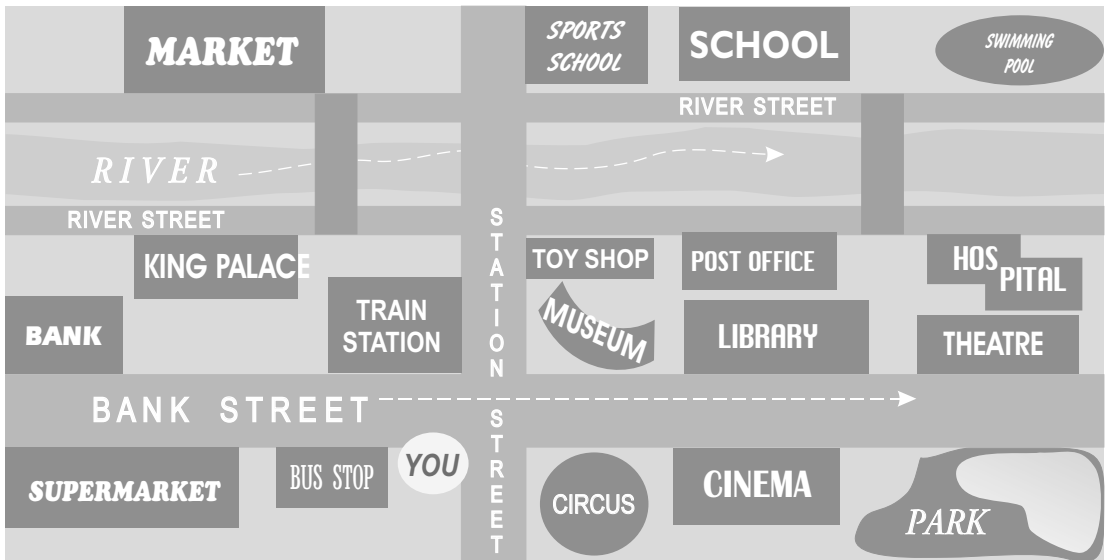 MARKET
SPORTS
SCHOOL
SCHOOL
SWIMMING
POOL
RIVER STREET
RIVER
RIVER STREET
STATION STREET
KING PALACE
TOY SHOP
POST OFFICE
HOS
PITAL
BANK
TRAIN
STATION
MUSEUM
LIBRARY
THEATRE
BANK STREET
SUPERMARKET
BUS STOP
YOU
CIRCUS
CINEMA
PARK